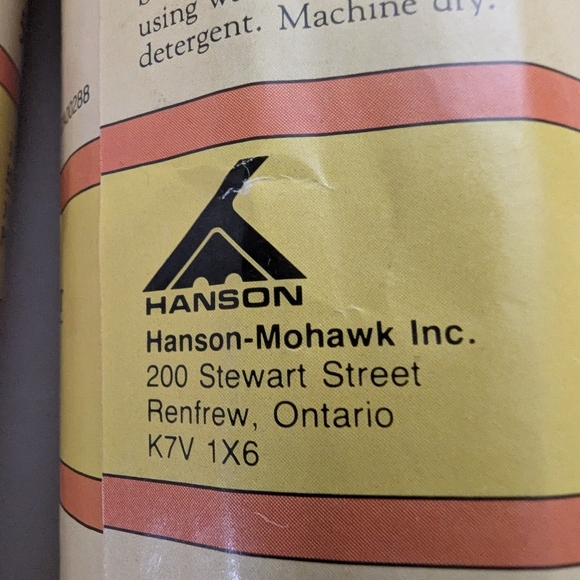 using
detergent. Machine dry.
HANSON
Hanson-Mohawk Inc.
200 Stewart Street
Renfrew, Ontario
K7V 1X6